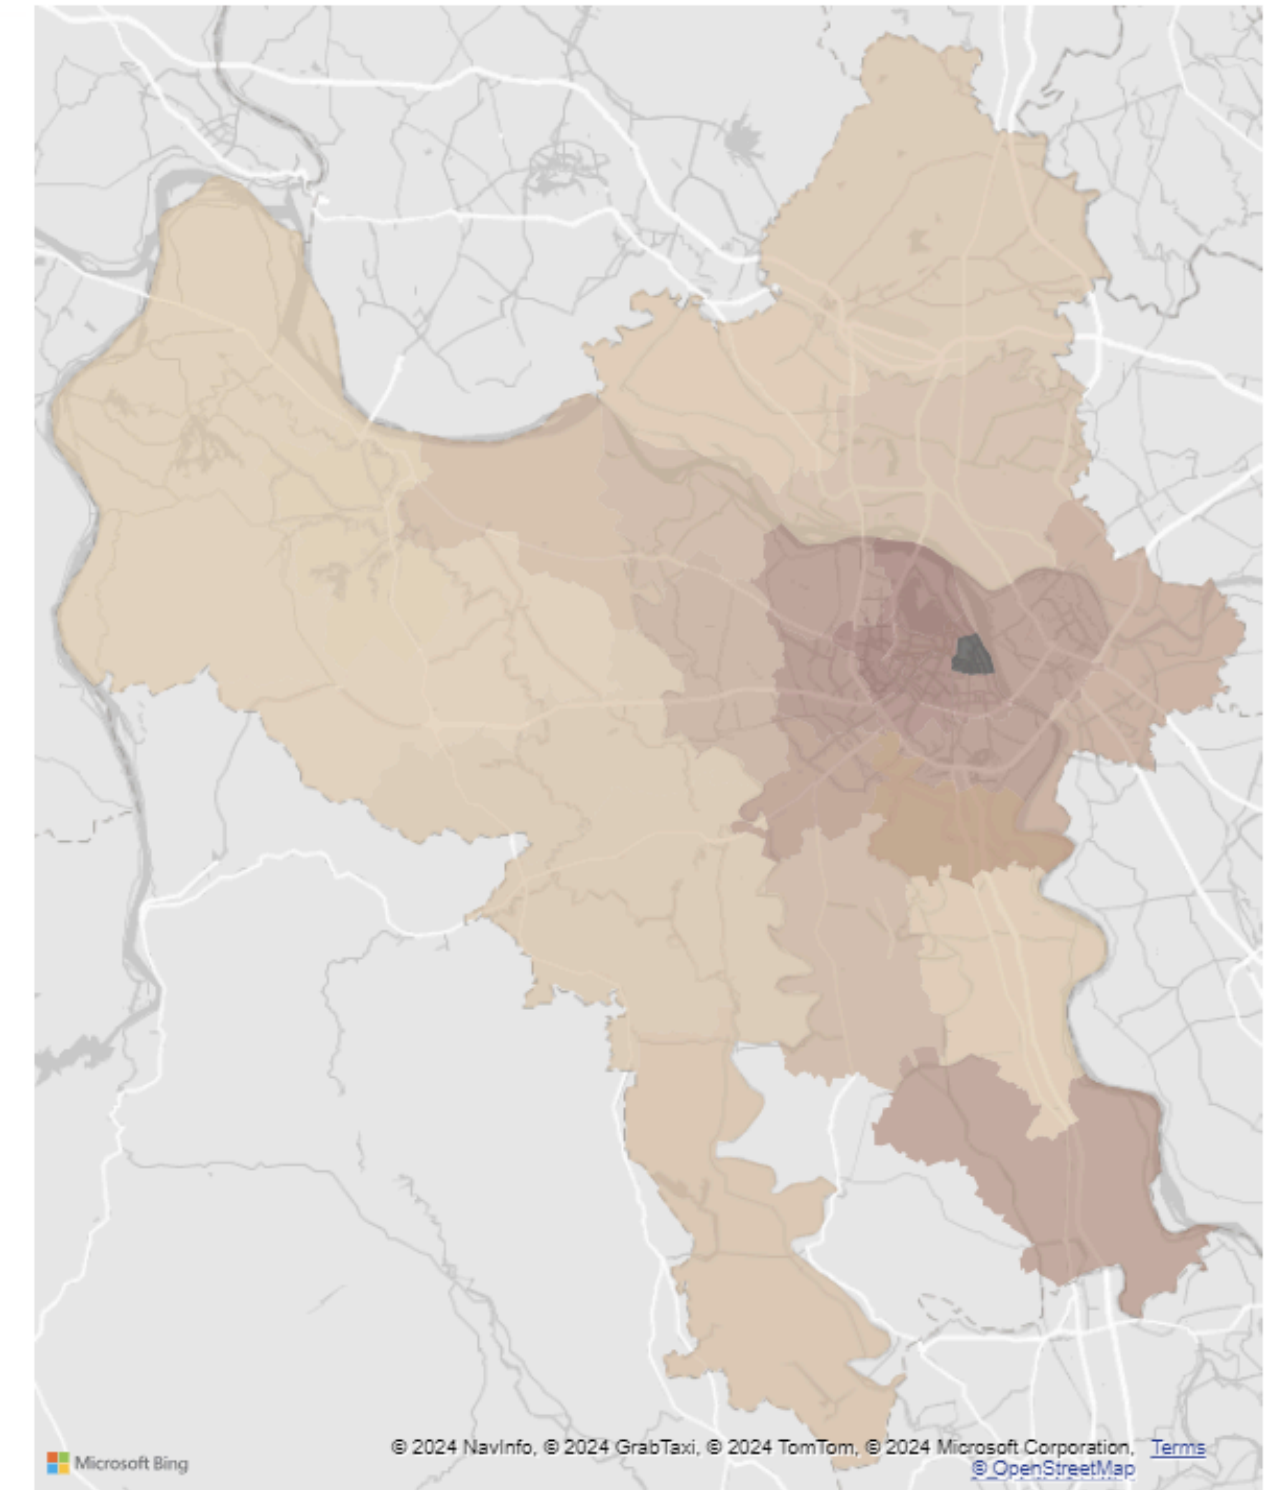 © 2024 NavInfo, © 2024 GrabTaxi, © 2024 TomTom, © 2024 Microsoft Corporation, Terms
Microsoft Bing
© OpenStreetMap